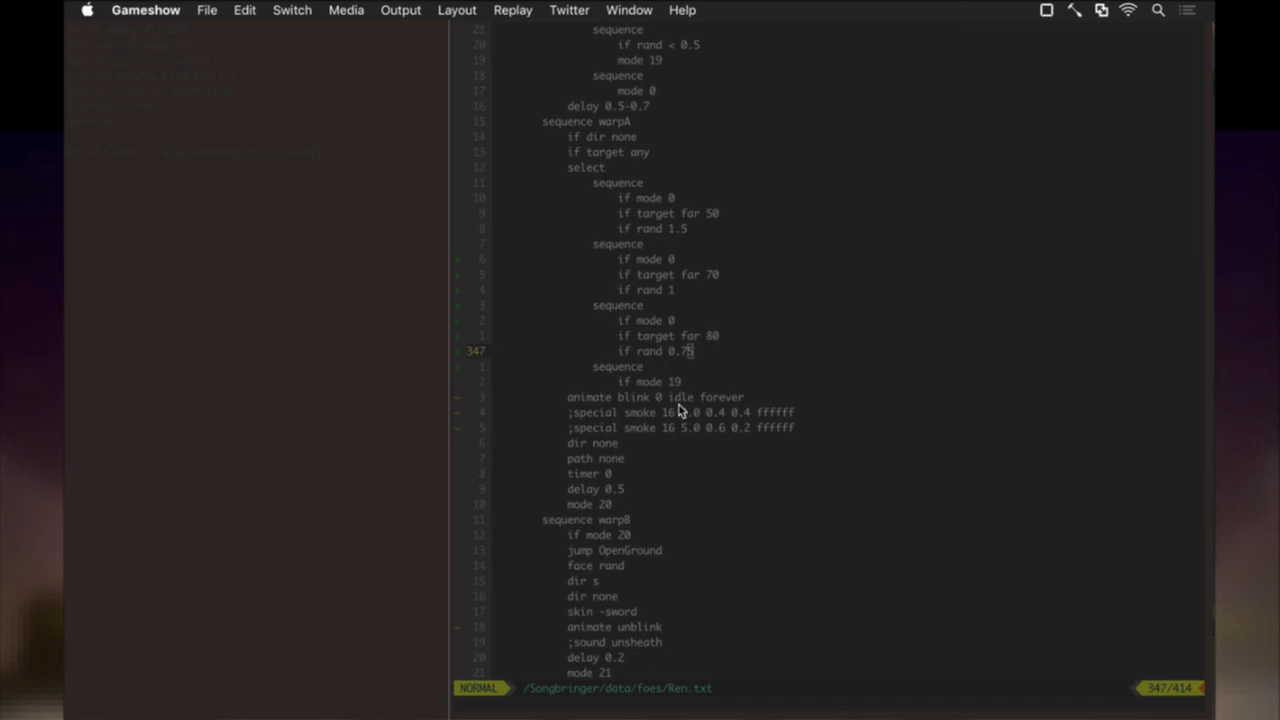 Gameshow File Edit Switch Media Output Layout Replay Twitter Window Help
21 sequence
20 if rand < 0.5
19 mode 19
18 sequence
17 mode 0
16 delay 0.5-0.7
15 sequence warpA
14 if dir none
13 if target any
12 select
11 sequence
10 if mode 0
9 if target far 50
8 if rand 1.5
7 sequence
6 if mode 0
5 if target far 70
4 if rand 1
3 sequence
2 if mode 0
1 if target far 80
347 if rand 0.75
1 sequence
2 if mode 19
3 animate blink 0 idle forever
4 ;special smoke 16 .0 0.4 0.4 ffffff
5 ;special smoke 16 5.0 0.6 0.2 ffffff
6 dir none
7 path none
8 timer 0
9 delay 0.5
10 mode 20
11 sequence warpB
12 if mode 20
13 jump OpenGround
14 face rand
15 dir s
16 dir none
17 skin -sword
18 animate unblink
19 ;sound unsheath
20 delay 0.2
21 mode 21
NORMAL /Songbringer/data/foes/Ren.txt 347/414